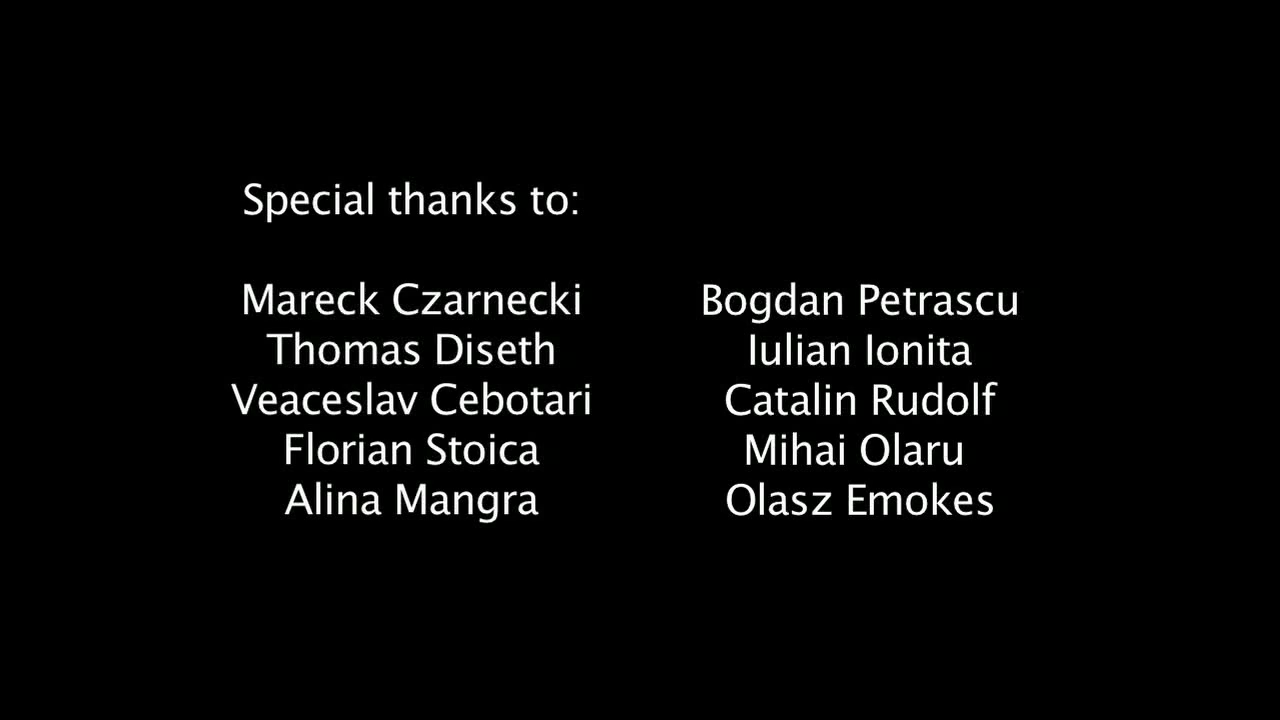 Special thanks to:
Mareck Czarnecki
Thomas Diseth
Veaceslav Cebotari
Florian Stoica
Alina Mangra
Bogdan Petrascu
Iulian Ionita
Catalin Rudolf
Mihai Olaru
Olasz Emokes